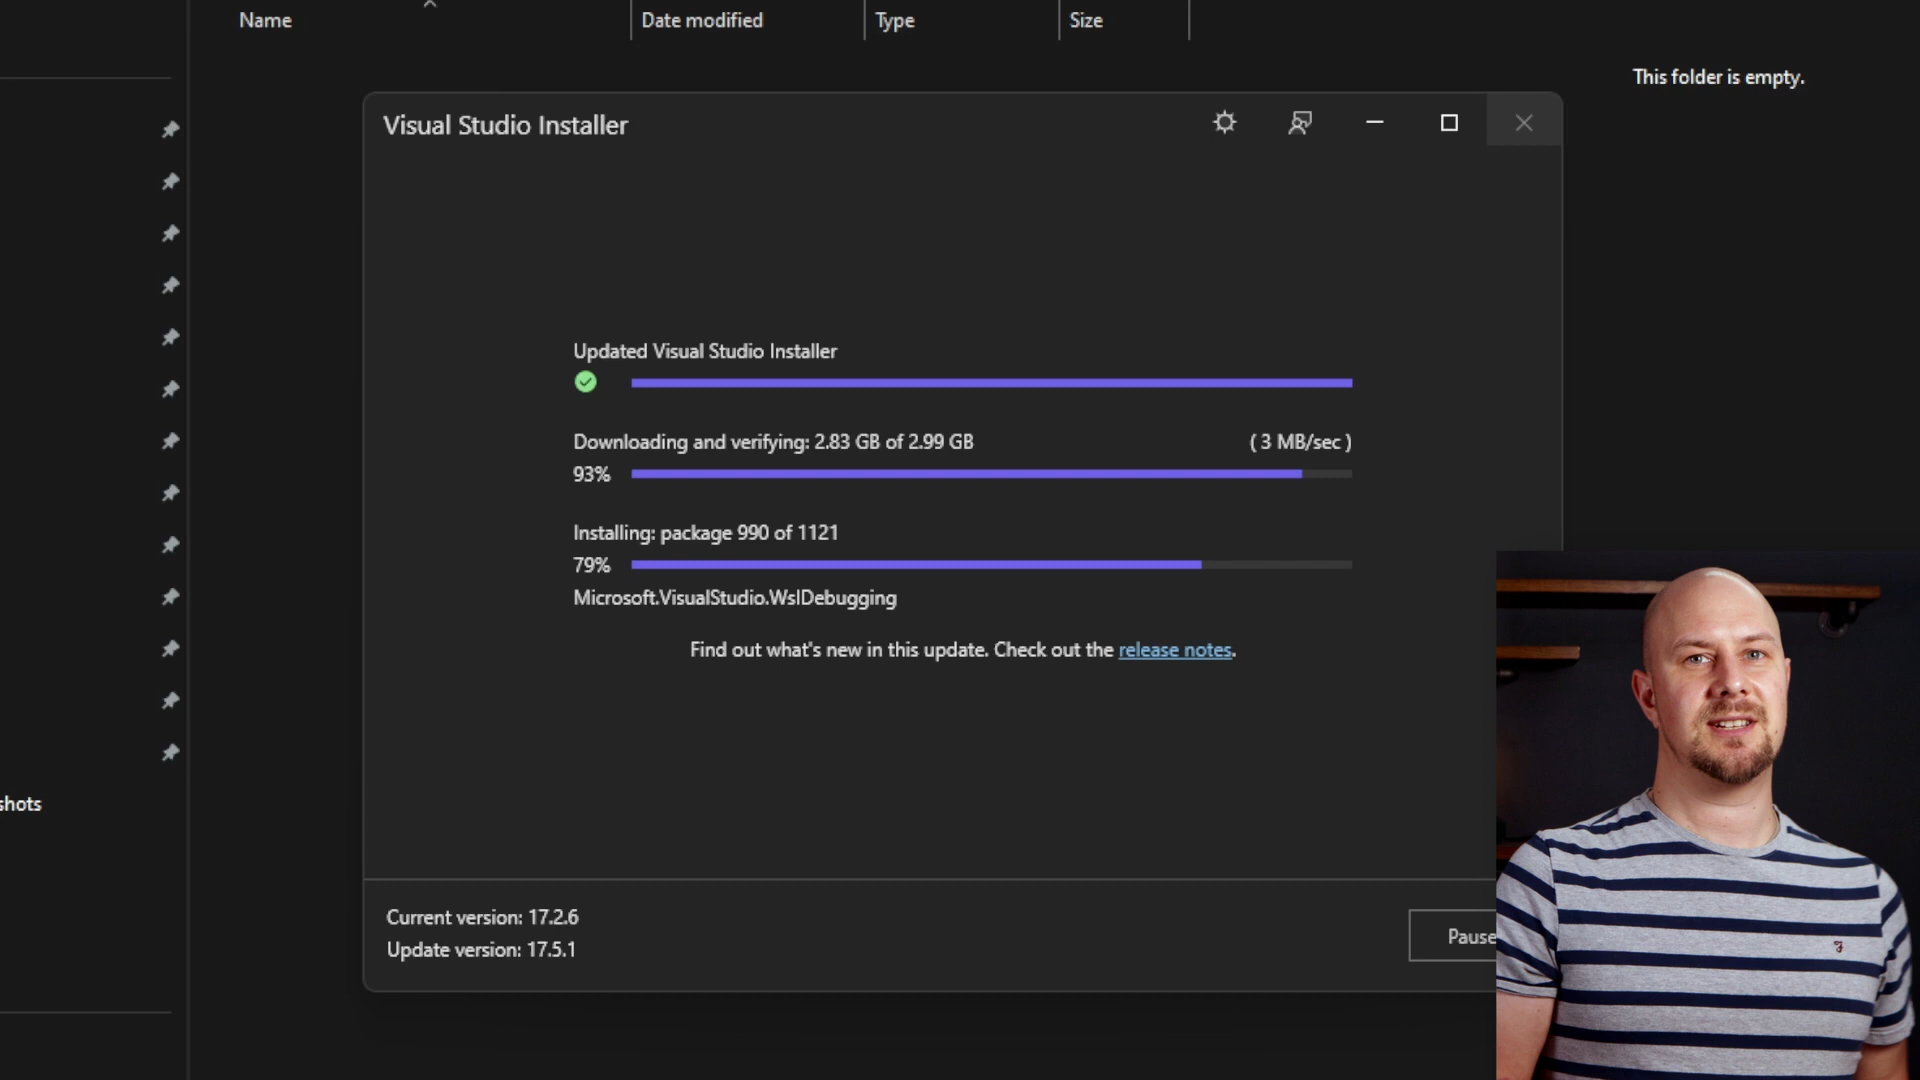 Name
Date modified
Type
Size
This folder is empty.
Visual Studio Installer
Updated Visual Studio Installer
Downloading and verifying: 2.83 GB of 2.99 GB
( 3 MB/sec )
93%
Installing: package 990 of 1121
79%
Microsoft.VisualStudio.WslDebugging
Find out what's new in this update. Check out the release notes.
shots
Current version: 17.2.6
Update version: 17.5.1
Pause